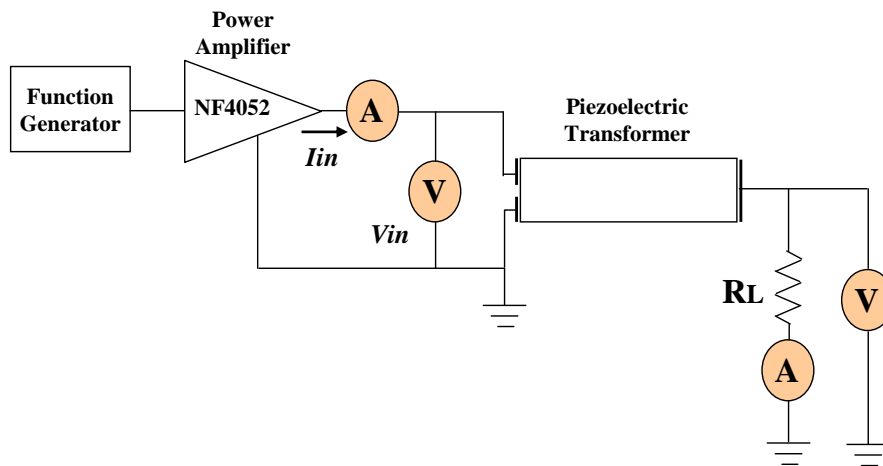 Power
Amplifier
Function
Generator
NF4052
A
Iin
V
Vin
Piezoelectric
Transformer
RL
V
A